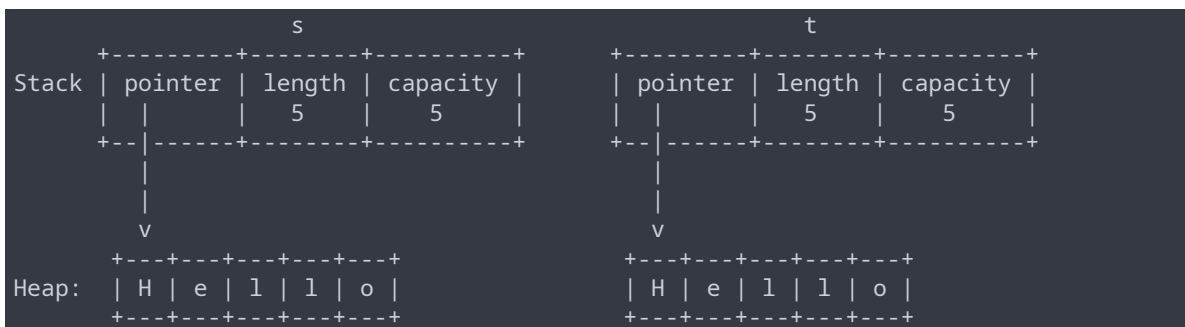 s                                         t
       +---------+--------+----------+       +---------+--------+----------+
Stack | pointer | length | capacity |       | pointer | length | capacity |
       |  |      |   5    |    5     |       |  |      |   5    |    5     |
       +--|------+--------+----------+       +--|------+--------+----------+
          |                                     |
          |                                     |
          v                                     v
        +---+---+---+---+---+                 +---+---+---+---+---+
Heap:  | H | e | l | l | o |                 | H | e | l | l | o |
        +---+---+---+---+---+                 +---+---+---+---+---+